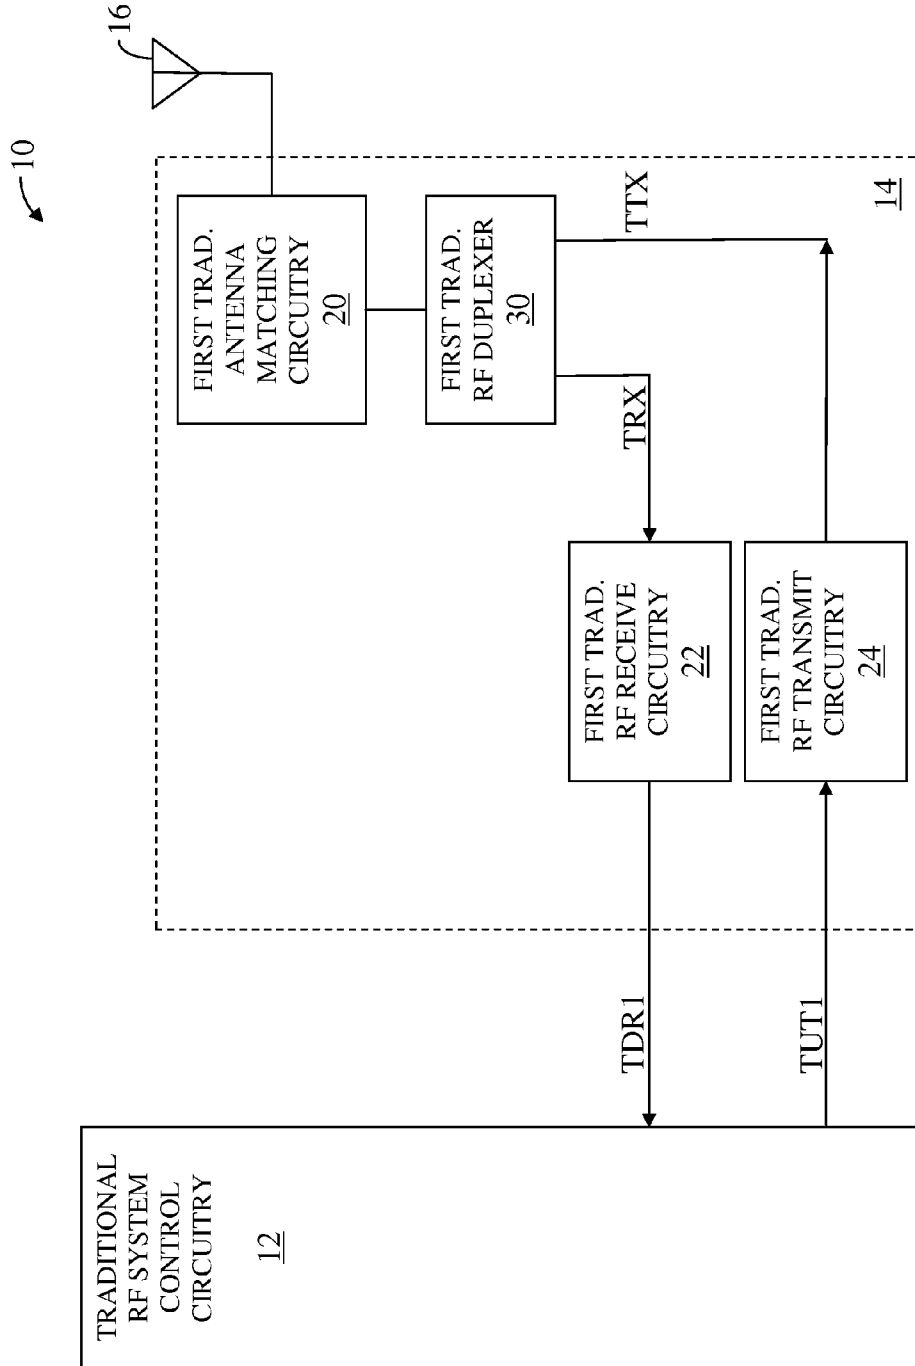 10
16
TRADITIONAL
RF SYSTEM
CONTROL
CIRCUITRY
12
FIRST TRAD.
ANTENNA
MATCHING
CIRCUITRY
20
FIRST TRAD.
RF DUPLEXER
30
TRX
TTX
FIRST TRAD.
RF RECEIVE
CIRCUITRY
22
TDR1
FIRST TRAD.
RF TRANSMIT
CIRCUITRY
24
TUT1
14